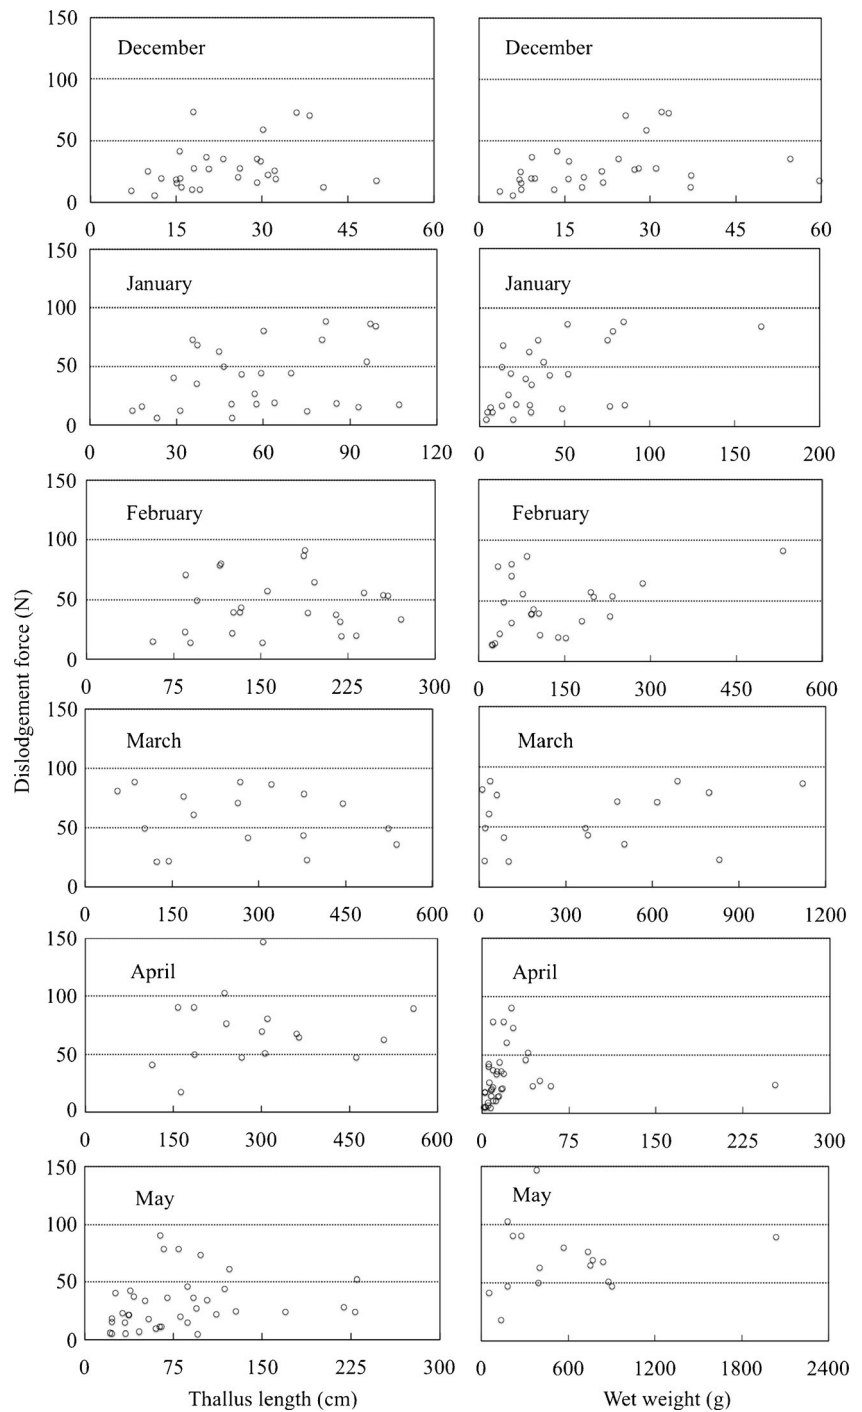 150
December
December
100
50
0
0 15 30 45 60
0 15 30 45 60
150
January
January
100
50
0
0 30 60 90 120
0 50 100 150 200
150
February
February
100
50
0
0 75 150 225 300
0 150 300 450 600
Dislodgement force (N)
150
March
March
100
50
0
0 150 300 450 600
0 300 600 900 1200
150
April
April
100
50
0
0 150 300 450 600
0 75 150 225 300
150
May
May
100
50
0
0 75 150 225 300
0 600 1200 1800 2400
Thallus length (cm)
Wet weight (g)